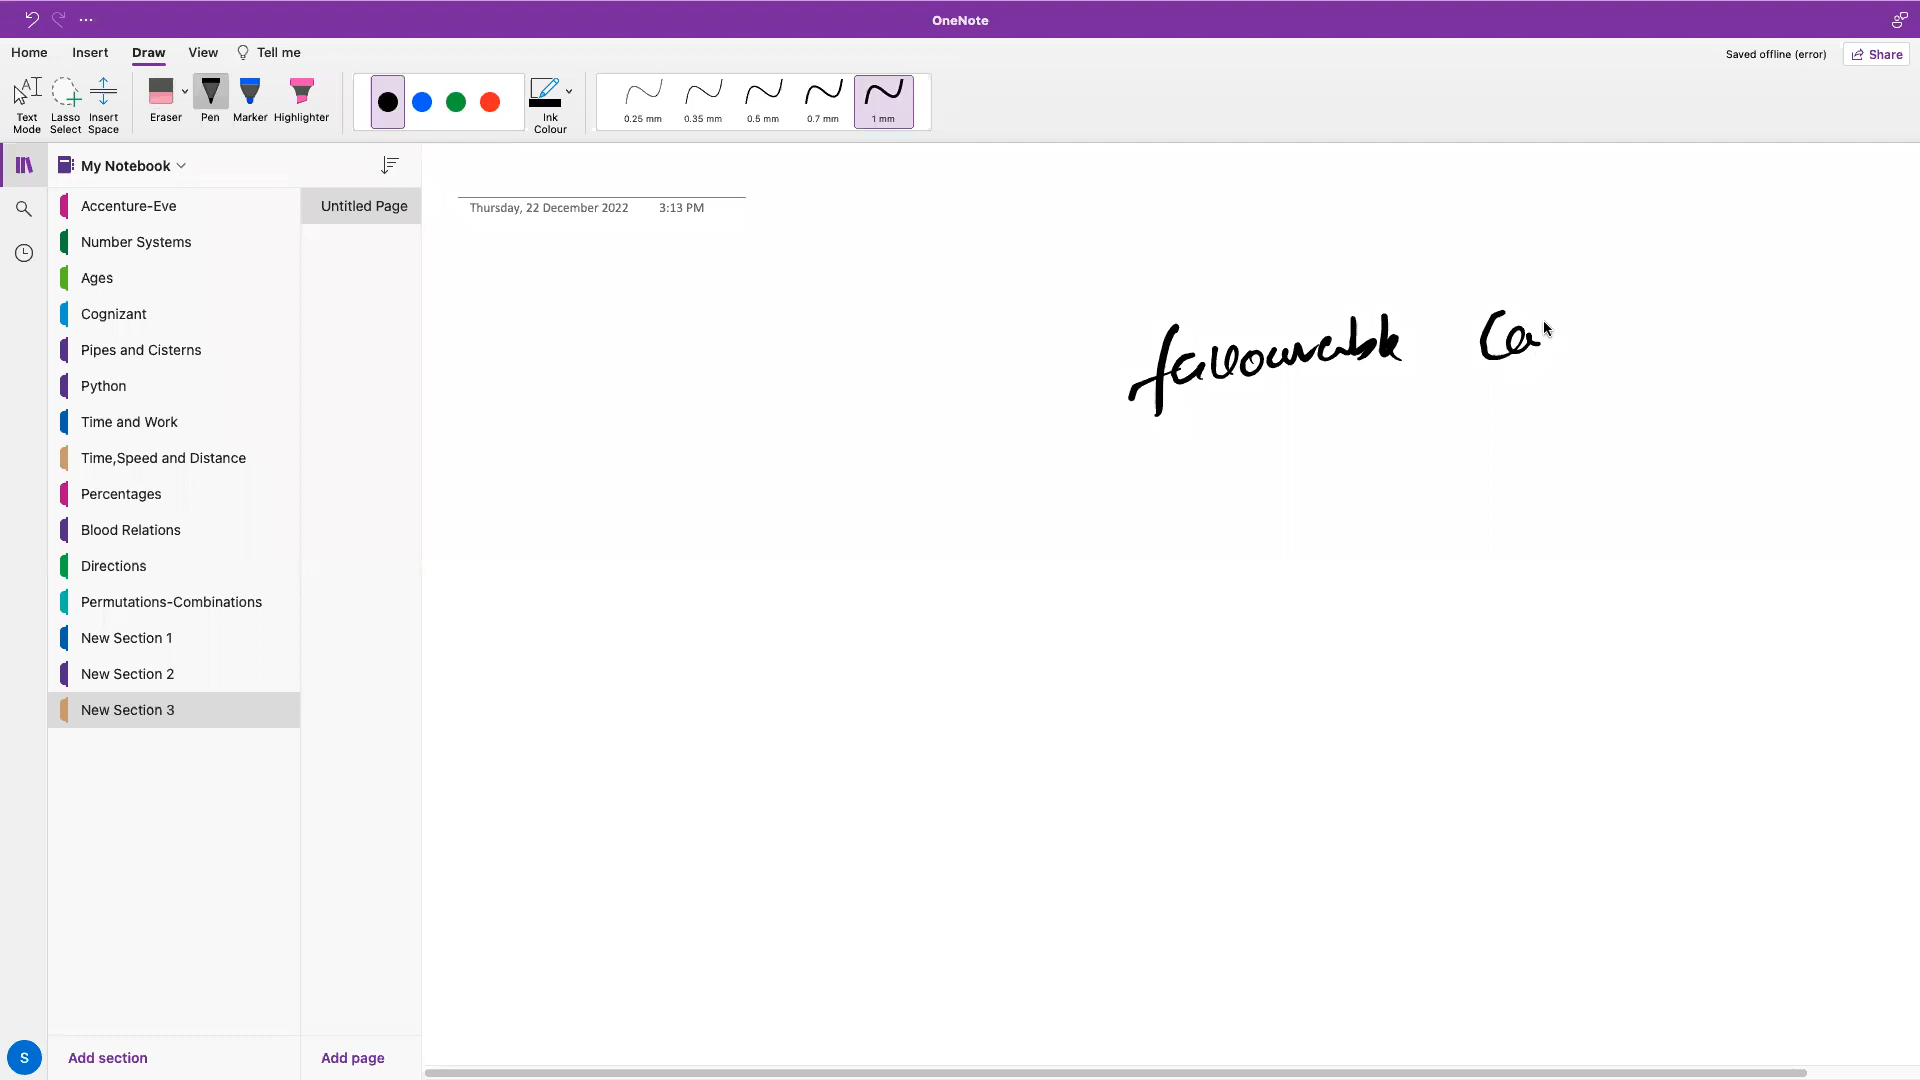 OneNote
Home Insert Draw View Tell me
Saved offline (error) Share
Text Mode
Lasso Select
Insert Space
Eraser
Pen
Marker
Highlighter
Ink Colour
0.25 mm
0.35 mm
0.5 mm
0.7 mm
1 mm
My Notebook
Accenture-Eve
Number Systems
Ages
Cognizant
Pipes and Cisterns
Python
Time and Work
Time,Speed and Distance
Percentages
Blood Relations
Directions
Permutations-Combinations
New Section 1
New Section 2
New Section 3
Add section
Untitled Page
Add page
Thursday, 22 December 2022 3:13 PM
favourable Ca
S